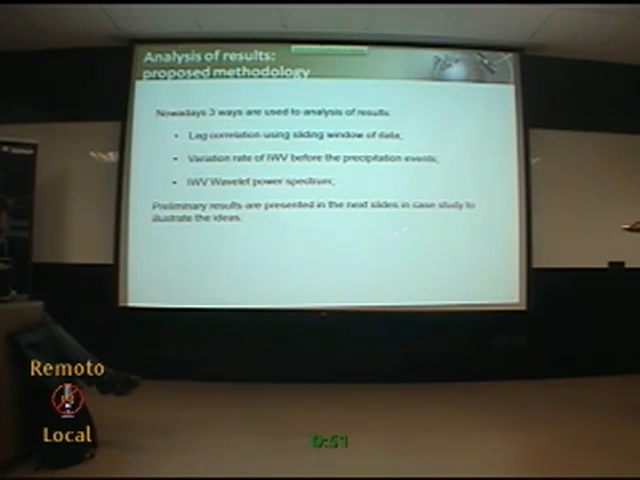 Analysis of results:
proposed methodology
Nowadays 3 ways are used to analysis of results:
• Lag correlation using sliding window of data;
• Variation rate of IWV before the precipitation events;
• IWV Wavelet power spectrum;
Preliminary results are presented in the next slides in case study to
illustrate the ideas:
Remoto
Local
0:51